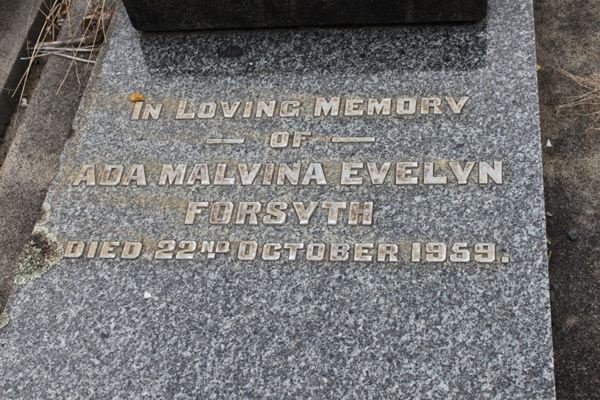 IN LOVING MEMORY
— OF —
ADA MALVINA EVELYN
FORSYTH
DIED 22ND OCTOBER 1959.